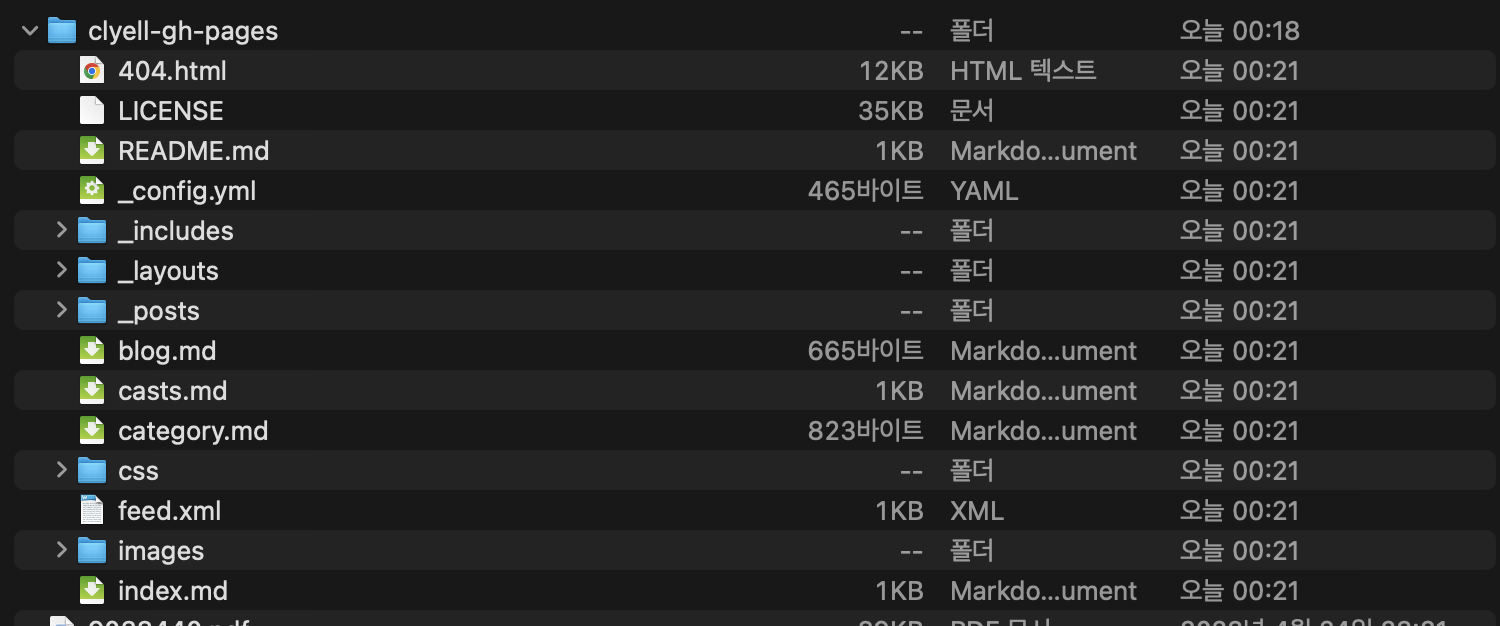 clyell-gh-pages -- 폴더 오늘 00:18
404.html 12KB HTML 텍스트 오늘 00:21
LICENSE 35KB 문서 오늘 00:21
README.md 1KB Markdo...ument 오늘 00:21
_config.yml 465바이트 YAML 오늘 00:21
_includes -- 폴더 오늘 00:21
_layouts -- 폴더 오늘 00:21
_posts -- 폴더 오늘 00:21
blog.md 665바이트 Markdo...ument 오늘 00:21
casts.md 1KB Markdo...ument 오늘 00:21
category.md 823바이트 Markdo...ument 오늘 00:21
css -- 폴더 오늘 00:21
feed.xml 1KB XML 오늘 00:21
images -- 폴더 오늘 00:21
index.md 1KB Markdo...ument 오늘 00:21